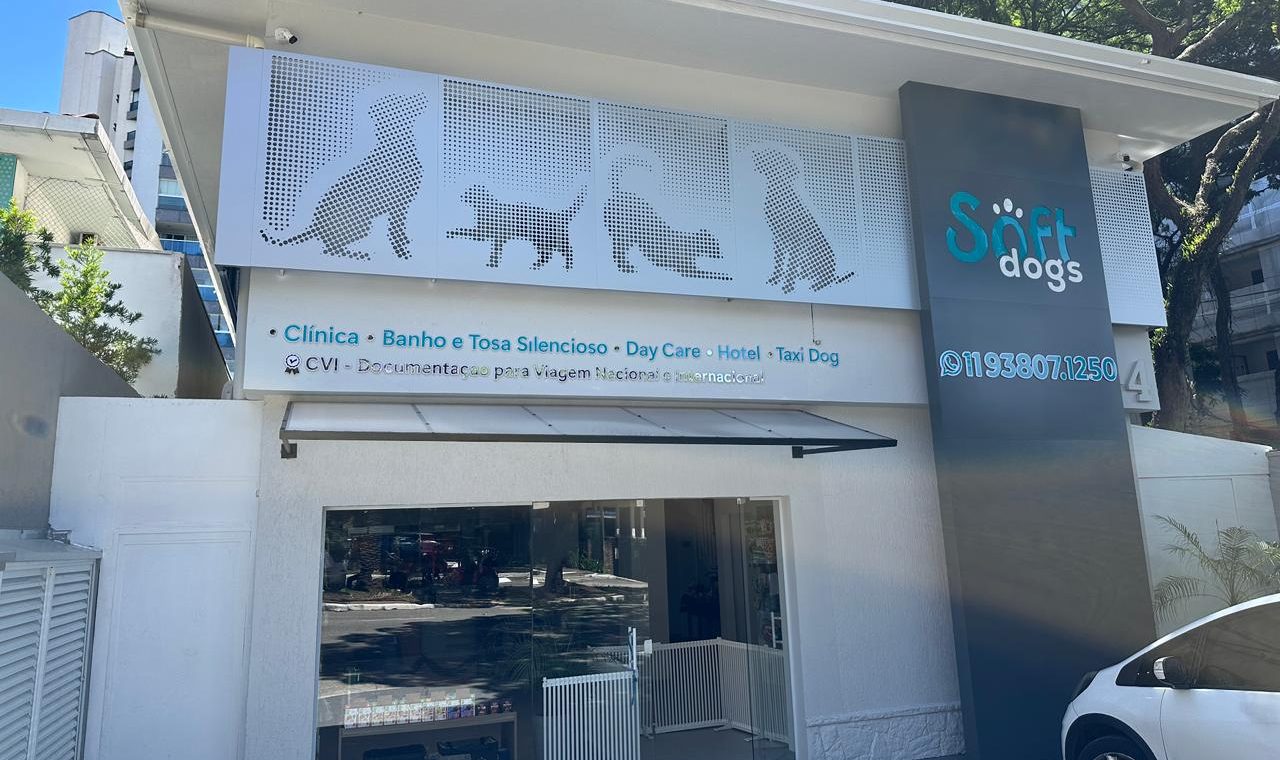 Soft
dogs
• Clínica • Banho e Tosa Silencioso • Day Care • Hotel • Taxi Dog
CVI - Documentação para Viagem Nacional e Internacional
11 93807.1250
4